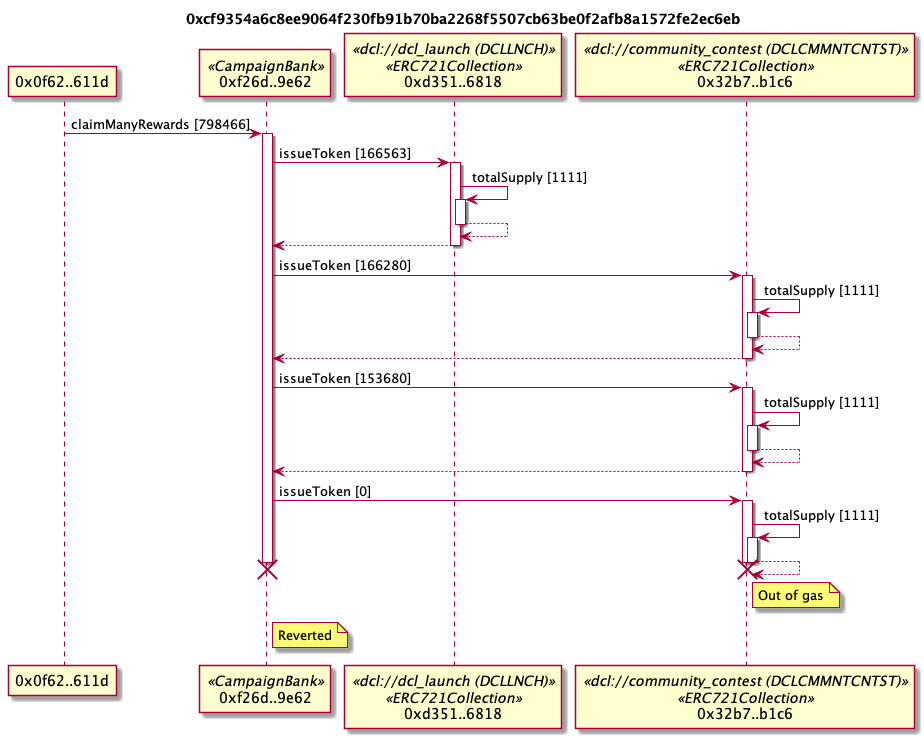 0xcf9354a6c8ee9064f230fb91b70ba2268f5507cb63be0f2afb8a1572fe2ec6eb
0x0f62..611d
«CampaignBank»
0xf26d..9e62
«dcl://dcl_launch (DCLLNCH)»
«ERC721Collection»
0xd351..6818
«dcl://community_contest (DCLCMMNTCNTST)»
«ERC721Collection»
0x32b7..b1c6
claimManyRewards [798466]
issueToken [166563]
totalSupply [1111]
issueToken [166280]
totalSupply [1111]
issueToken [153680]
totalSupply [1111]
issueToken [0]
totalSupply [1111]
Out of gas
Reverted
0x0f62..611d
«CampaignBank»
0xf26d..9e62
«dcl://dcl_launch (DCLLNCH)»
«ERC721Collection»
0xd351..6818
«dcl://community_contest (DCLCMMNTCNTST)»
«ERC721Collection»
0x32b7..b1c6